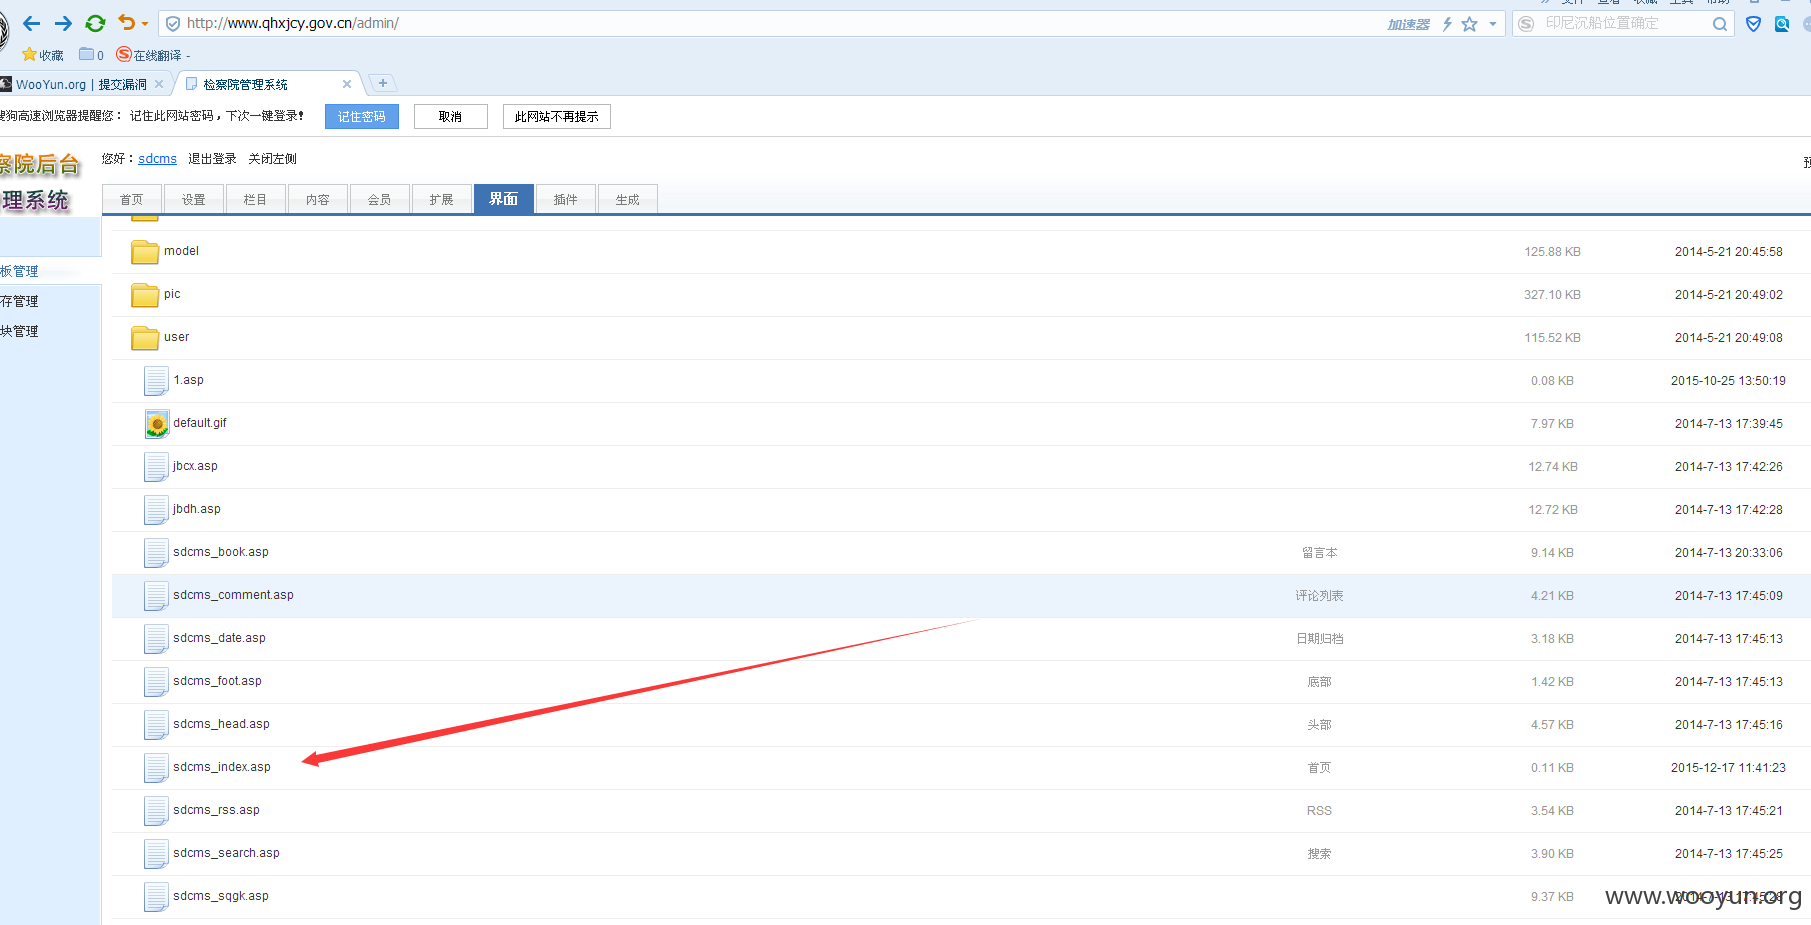 http://www.qhxjcy.gov.cn/admin/ 加速器 印尼沉船位置确定
收藏 0 在线翻译
WooYun.org | 提交漏洞 检察院管理系统
搜狗高速浏览器提醒您： 记住此网站密码，下次一键登录! 记住密码 取消 此网站不再提示
察院后台
理系统
您好：sdcms 退出登录 关闭左侧
首页 设置 栏目 内容 会员 扩展 界面 插件 生成
板管理
存管理
块管理
model 125.88 KB 2014-5-21 20:45:58
pic 327.10 KB 2014-5-21 20:49:02
user 115.52 KB 2014-5-21 20:49:08
1.asp 0.08 KB 2015-10-25 13:50:19
default.gif 7.97 KB 2014-7-13 17:39:45
jbcx.asp 12.74 KB 2014-7-13 17:42:26
jbdh.asp 12.72 KB 2014-7-13 17:42:28
sdcms_book.asp 留言本 9.14 KB 2014-7-13 20:33:06
sdcms_comment.asp 评论列表 4.21 KB 2014-7-13 17:45:09
sdcms_date.asp 日期归档 3.18 KB 2014-7-13 17:45:13
sdcms_foot.asp 底部 1.42 KB 2014-7-13 17:45:13
sdcms_head.asp 头部 4.57 KB 2014-7-13 17:45:16
sdcms_index.asp 首页 0.11 KB 2015-12-17 11:41:23
sdcms_rss.asp RSS 3.54 KB 2014-7-13 17:45:21
sdcms_search.asp 搜索 3.90 KB 2014-7-13 17:45:25
sdcms_sqgk.asp 9.37 KB
www.wooyun.org